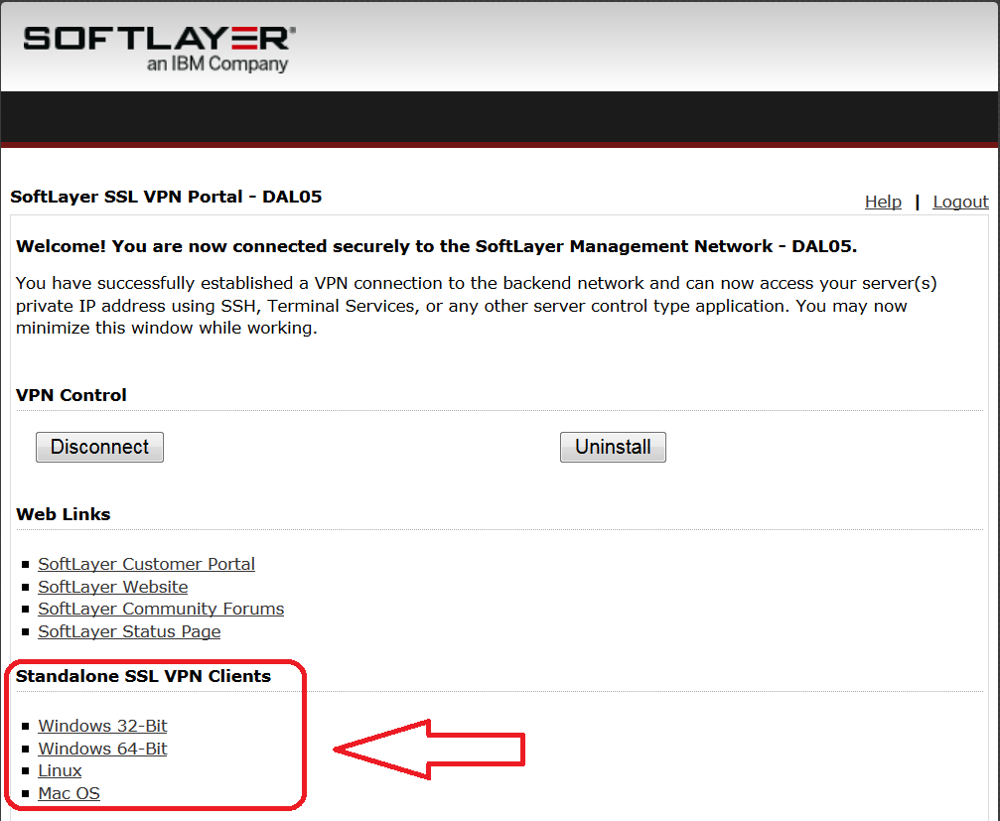 SOFTLAYER®
an IBM Company
SoftLayer SSL VPN Portal - DAL05
Help | Logout
Welcome! You are now connected securely to the SoftLayer Management Network - DAL05.
You have successfully established a VPN connection to the backend network and can now access your server(s)
private IP address using SSH, Terminal Services, or any other server control type application. You may now
minimize this window while working.
VPN Control
Disconnect
Uninstall
Web Links
SoftLayer Customer Portal
SoftLayer Website
SoftLayer Community Forums
SoftLayer Status Page
Standalone SSL VPN Clients
Windows 32-Bit
Windows 64-Bit
Linux
Mac OS